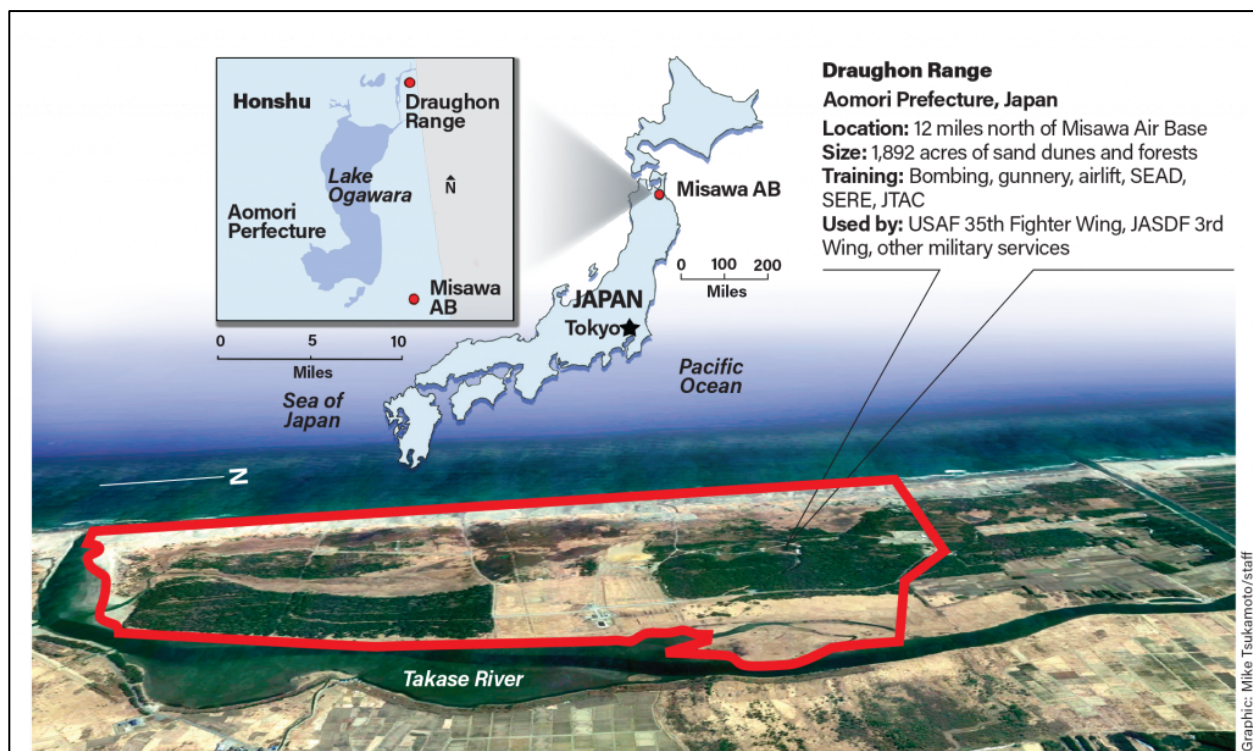 Honshu
Draughon
Range
Lake
Ogawara
N
Aomori
Perfecture
Misawa
AB
0 5 10
Miles
Misawa AB
0 100 200
Miles
JAPAN
Tokyo
Sea of
Japan
Pacific
Ocean
Draughon Range
Aomori Prefecture, Japan
Location: 12 miles north of Misawa Air Base
Size: 1,892 acres of sand dunes and forests
Training: Bombing, gunnery, airlift, SEAD,
SERE, JTAC
Used by: USAF 35th Fighter Wing, JASDF 3rd
Wing, other military services
N
Takase River
Graphic: Mike Tsukamoto/staff